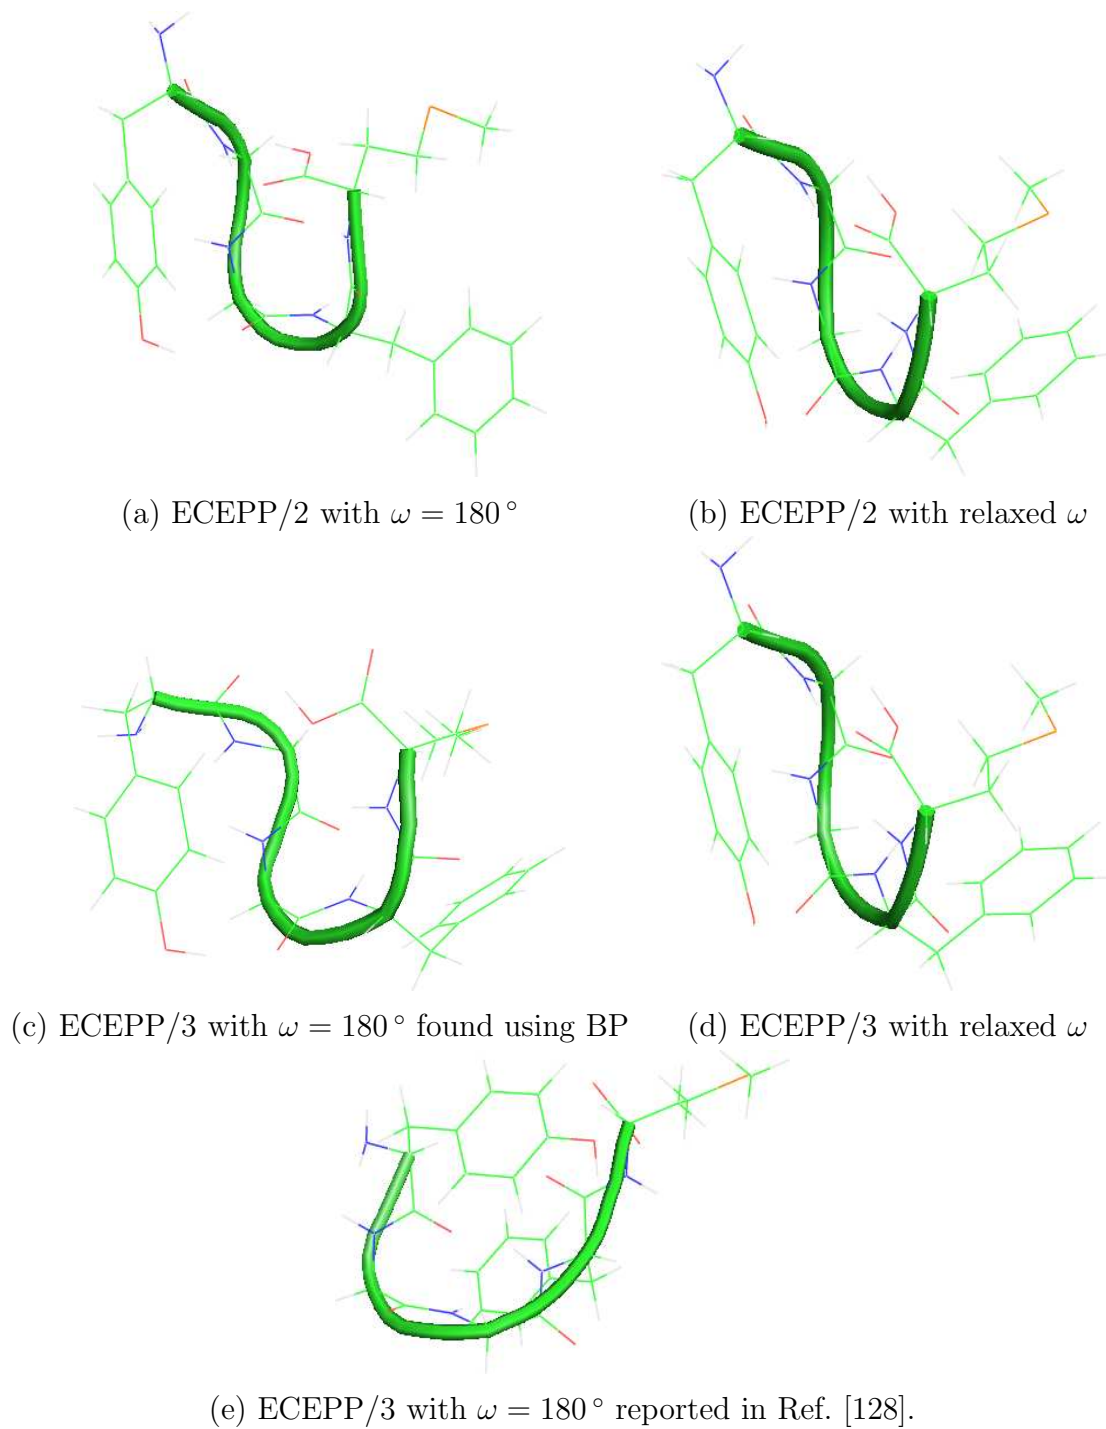 (a) ECEPP/2 with ω = 180°
(b) ECEPP/2 with relaxed ω
(c) ECEPP/3 with ω = 180° found using BP
(d) ECEPP/3 with relaxed ω
(e) ECEPP/3 with ω = 180° reported in Ref. [128].